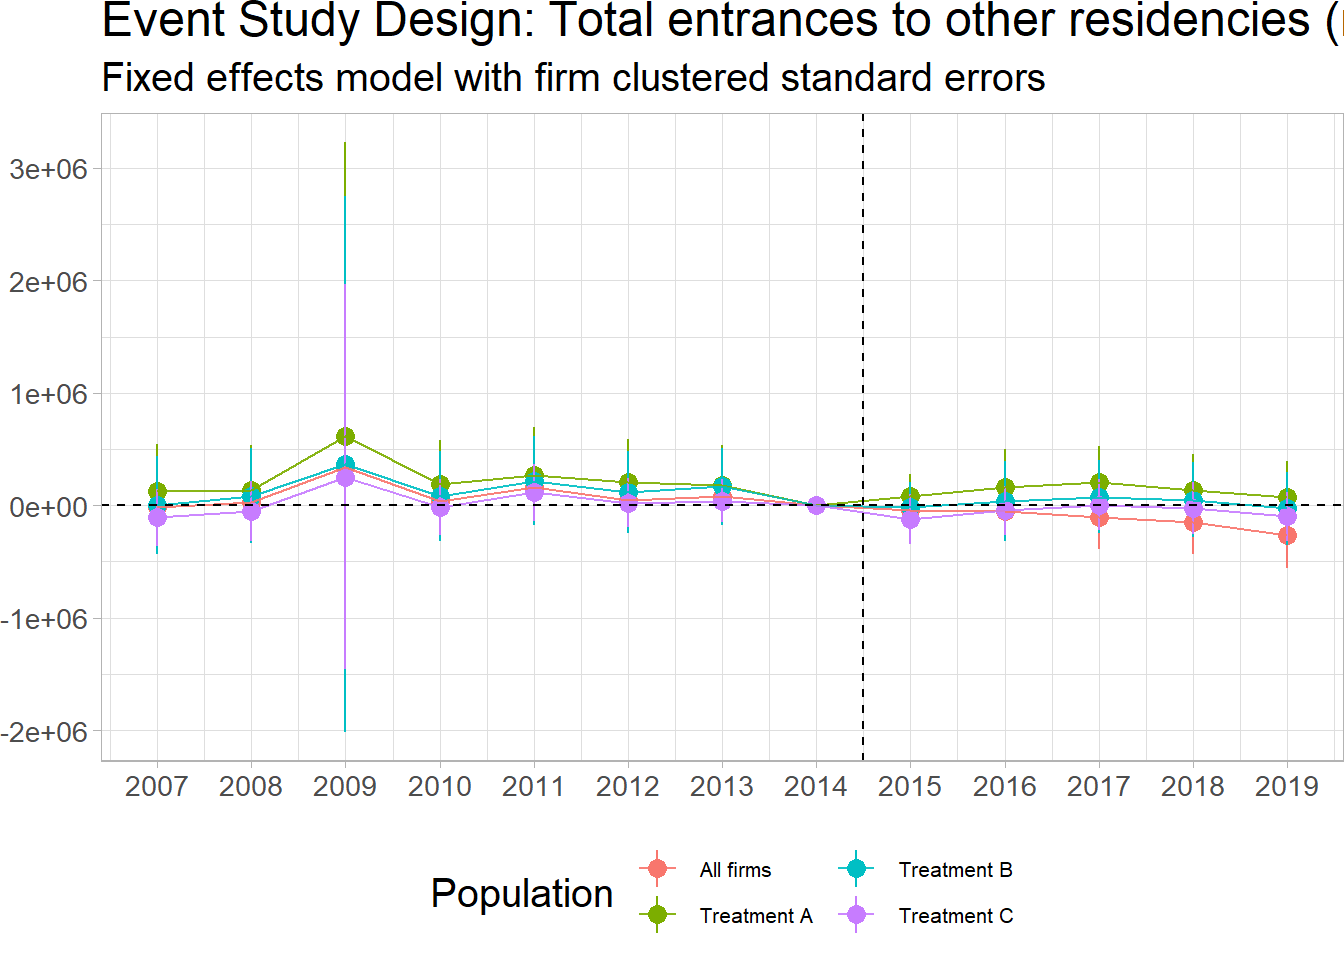 Event Study Design: Total entrances to other residencies (
Fixed effects model with firm clustered standard errors
3e+06
2e+06
1e+06
0e+00
-1e+06
-2e+06
2007 2008 2009 2010 2011 2012 2013 2014 2015 2016 2017 2018 2019
Population
All firms
Treatment A
Treatment B
Treatment C